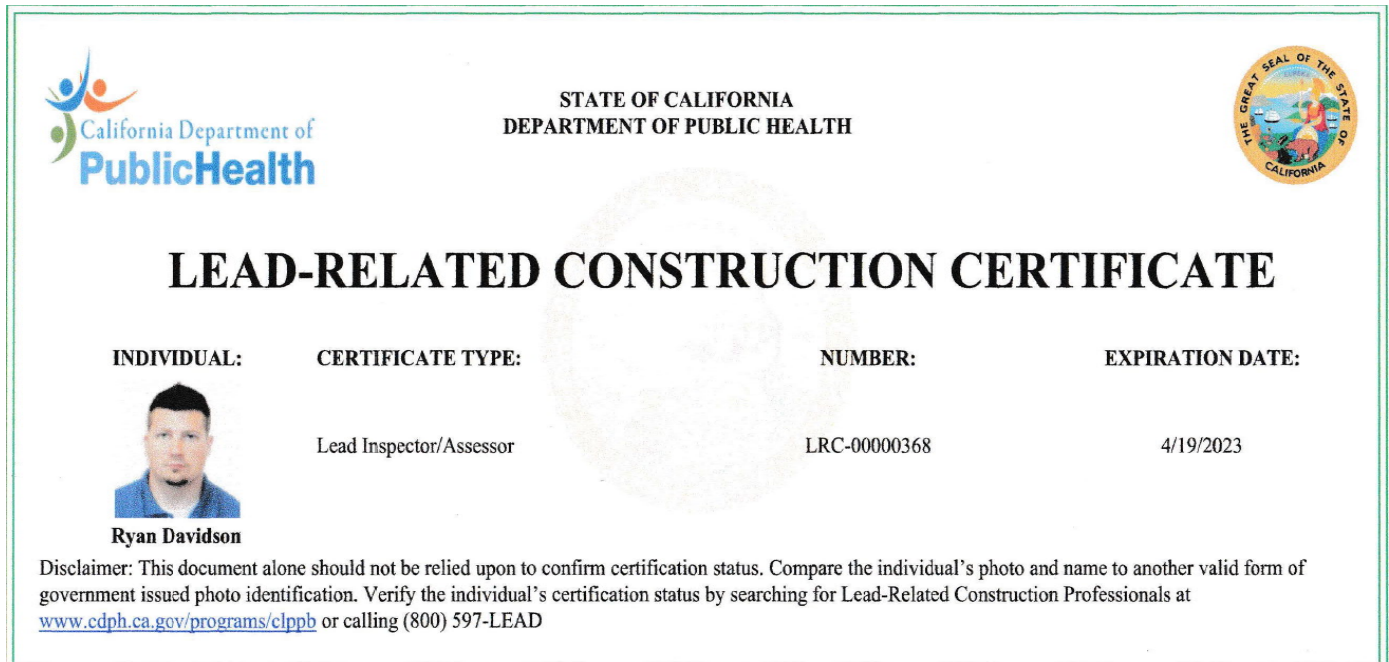 California Department of
PublicHealth
STATE OF CALIFORNIA
DEPARTMENT OF PUBLIC HEALTH
THE GREAT SEAL OF THE STATE OF CALIFORNIA
EUREKA
LEAD-RELATED CONSTRUCTION CERTIFICATE
INDIVIDUAL: CERTIFICATE TYPE: NUMBER: EXPIRATION DATE:
Lead Inspector/Assessor LRC-00000368 4/19/2023
Ryan Davidson
Disclaimer: This document alone should not be relied upon to confirm certification status. Compare the individual's photo and name to another valid form of
government issued photo identification. Verify the individual's certification status by searching for Lead-Related Construction Professionals at
www.cdph.ca.gov/programs/clppb or calling (800) 597-LEAD